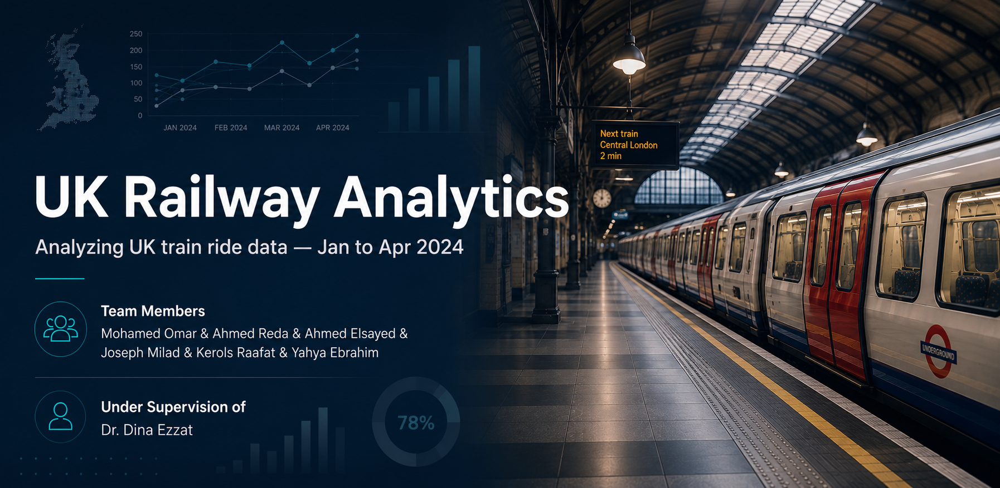 250
200
150
100
50
0
JAN 2024 FEB 2024 MAR 2024 APR 2024
Next train
Central London
2 min
UK Railway Analytics
Analyzing UK train ride data — Jan to Apr 2024
Team Members
Mohamed Omar & Ahmed Reda & Ahmed Elsayed &
Joseph Milad & Kerols Raafat & Yahya Ebrahim
UNDERGROUND
Under Supervision of
Dr. Dina Ezzat
78%